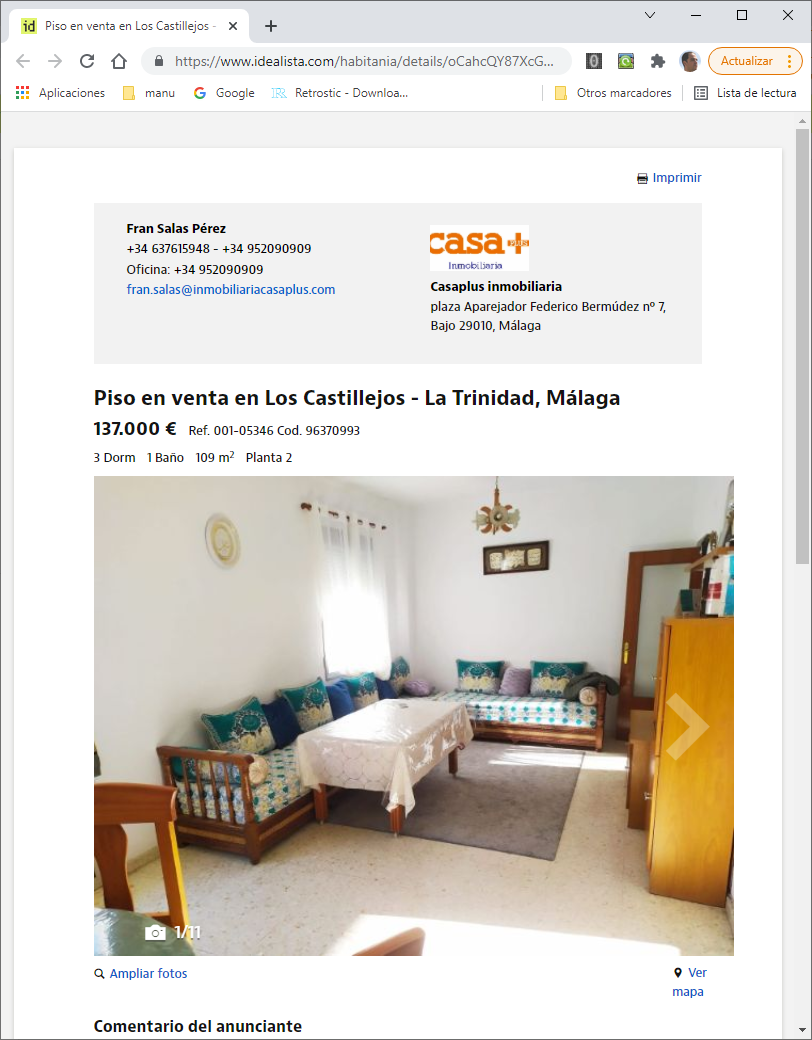 id Piso en venta en Los Castillejos -
https://www.idealista.com/habitania/details/oCahcQY87XcG... Actualizar
Aplicaciones manu Google Retrostic - Downloa... Otros marcadores Lista de lectura
Imprimir
Fran Salas Pérez
+34 637615948 - +34 952090909
Oficina: +34 952090909
fran.salas@inmobiliariacasaplus.com
casa+ PLUS
Inmobiliaria
Casaplus inmobiliaria
plaza Aparejador Federico Bermúdez nº 7,
Bajo 29010, Málaga
Piso en venta en Los Castillejos - La Trinidad, Málaga
137.000 € Ref. 001-05346 Cod. 96370993
3 Dorm 1 Baño 109 m² Planta 2
1/11
Ampliar fotos
Ver
mapa
Comentario del anunciante